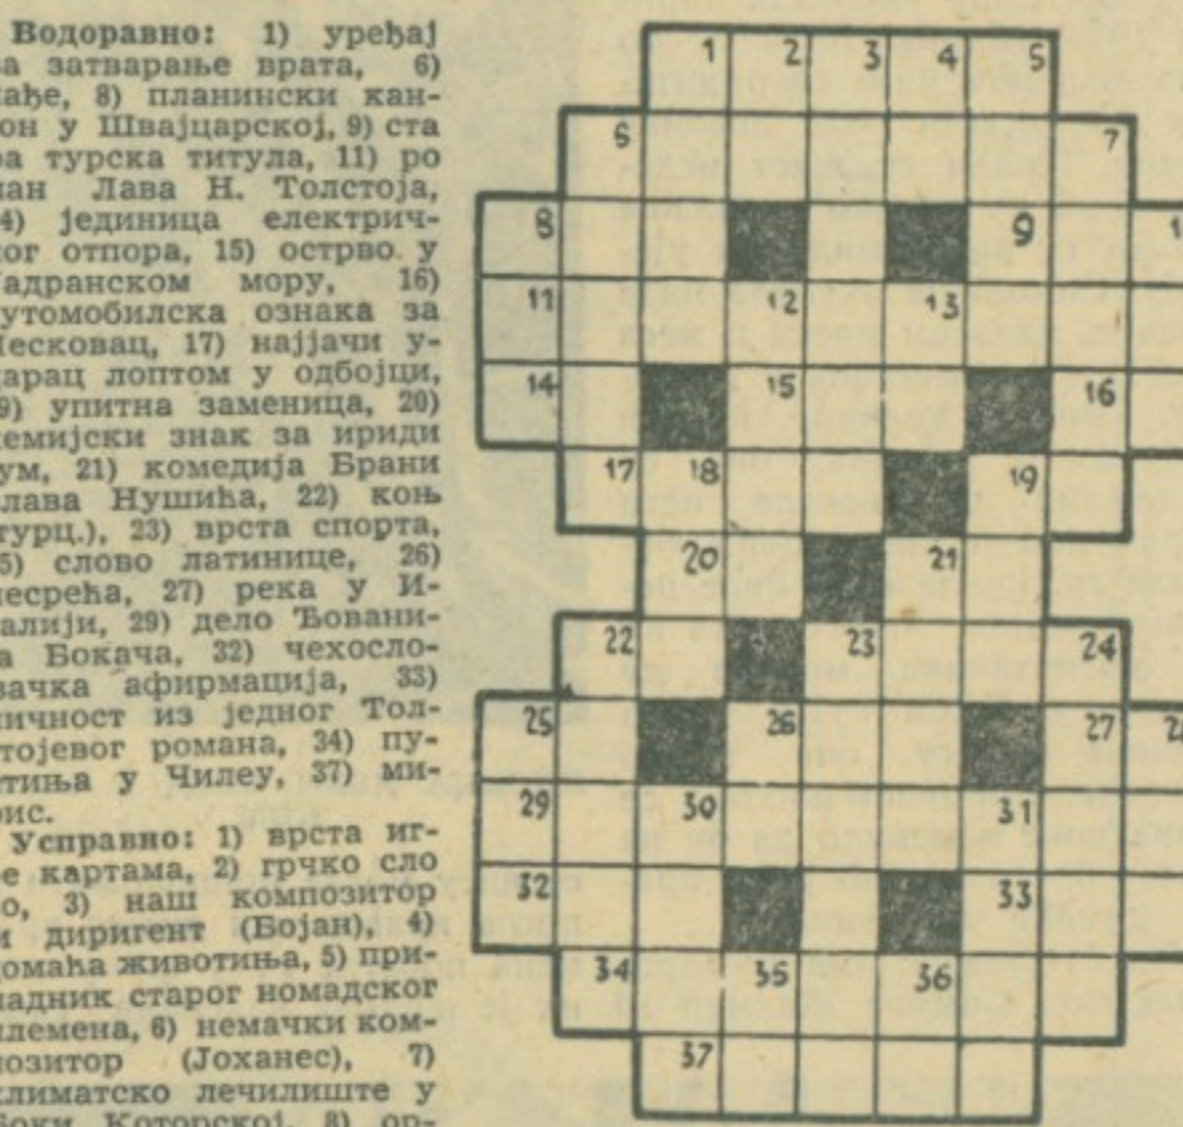 Водоравно: 1) уређај
затварање врата, 6)
8) планински кан-
он у Швајцарској, 9) ста
ра турска титула, 11) ро
Лава Н. Толстоја,
4) јединица електрич-
ног отпора, 15) острво у
адранском мору, 16)
утомобилска ознака за
есковац, 17) најјачи у-
дарац лоптом у одбојци,
9) упитна заменица, 20)
хемијски знак за ириди
ум, 21) комедија Брани
слава Нушића, 22) коњ
турц.), 23) врста спорта,
5) слово латинице, 26)
несрећа, 27) река у И-
талији, 29) дело Ђовани-
а Бокача, 32) чехосло-
вачка афирмација, 33)
личност из једног Тол-
стојевог романа, 34) пу-
стиња у Чилеу, 37) ми-
рис.
Усправно: 1) врста иг-
ре картама, 2) грчко сло
во, 3) наш композитор
и диригент (Бојан), 4)
домаћа животиња, 5) при-
падник старог номадског
племена, 6) немачки ком-
позитор (Јоханес), 7)
климатско лечилиште у
Боки Которској, 8) ор-
1 2 3 4 5
6 7
8 9
11 12 13
14 15 16
17 18 19
20 21
22 23 24
25 26 27
29 30 31
32 33
34 35 36
37